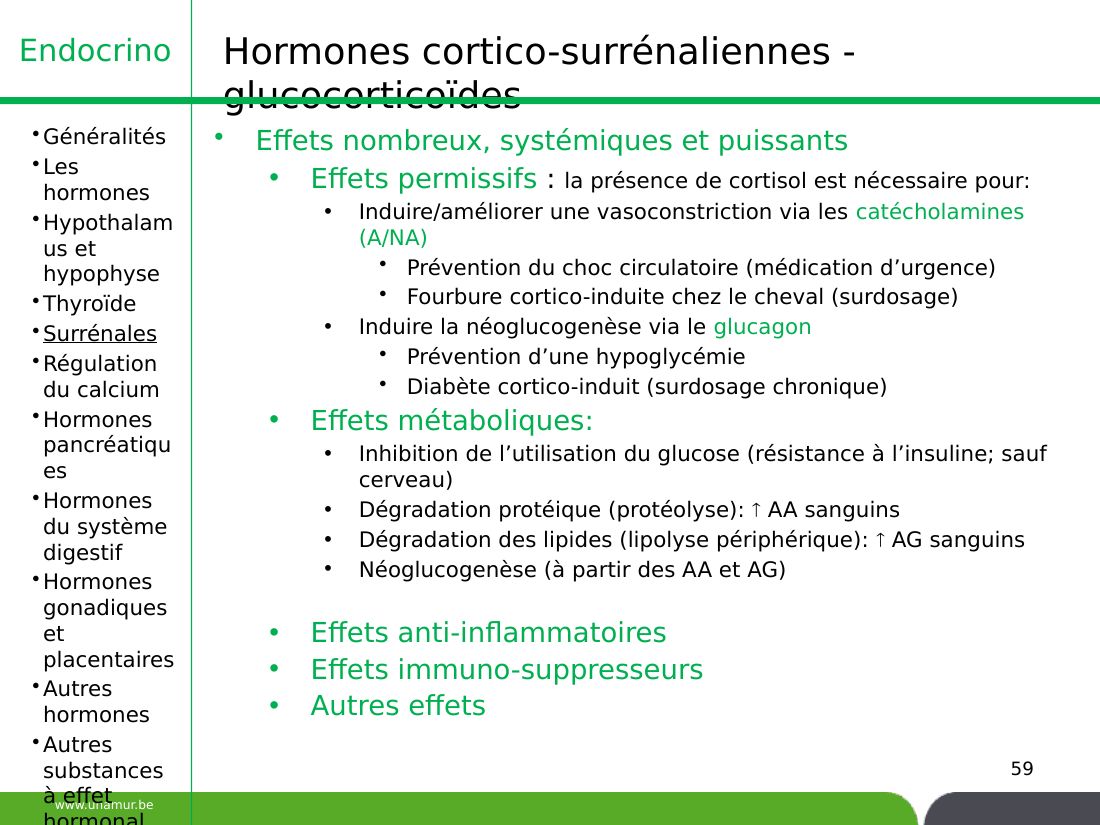 Endocrino
Hormones cortico-surrénaliennes -
glucocorticoïdes
•Généralités
•Les
hormones
•Hypothalam
us et
hypophyse
•Thyroïde
•Surrénales
•Régulation
du calcium
•Hormones
pancréatiqu
es
•Hormones
du système
digestif
•Hormones
gonadiques
et
placentaires
•Autres
hormones
•Autres
substances
à effet
hormonal
• Effets nombreux, systémiques et puissants
• Effets permissifs : la présence de cortisol est nécessaire pour:
• Induire/améliorer une vasoconstriction via les catécholamines
(A/NA)
• Prévention du choc circulatoire (médication d’urgence)
• Fourbure cortico-induite chez le cheval (surdosage)
• Induire la néoglucogenèse via le glucagon
• Prévention d’une hypoglycémie
• Diabète cortico-induit (surdosage chronique)
• Effets métaboliques:
• Inhibition de l’utilisation du glucose (résistance à l’insuline; sauf
cerveau)
• Dégradation protéique (protéolyse): ↑ AA sanguins
• Dégradation des lipides (lipolyse périphérique): ↑ AG sanguins
• Néoglucogenèse (à partir des AA et AG)
• Effets anti-inflammatoires
• Effets immuno-suppresseurs
• Autres effets
59
www.unamur.be